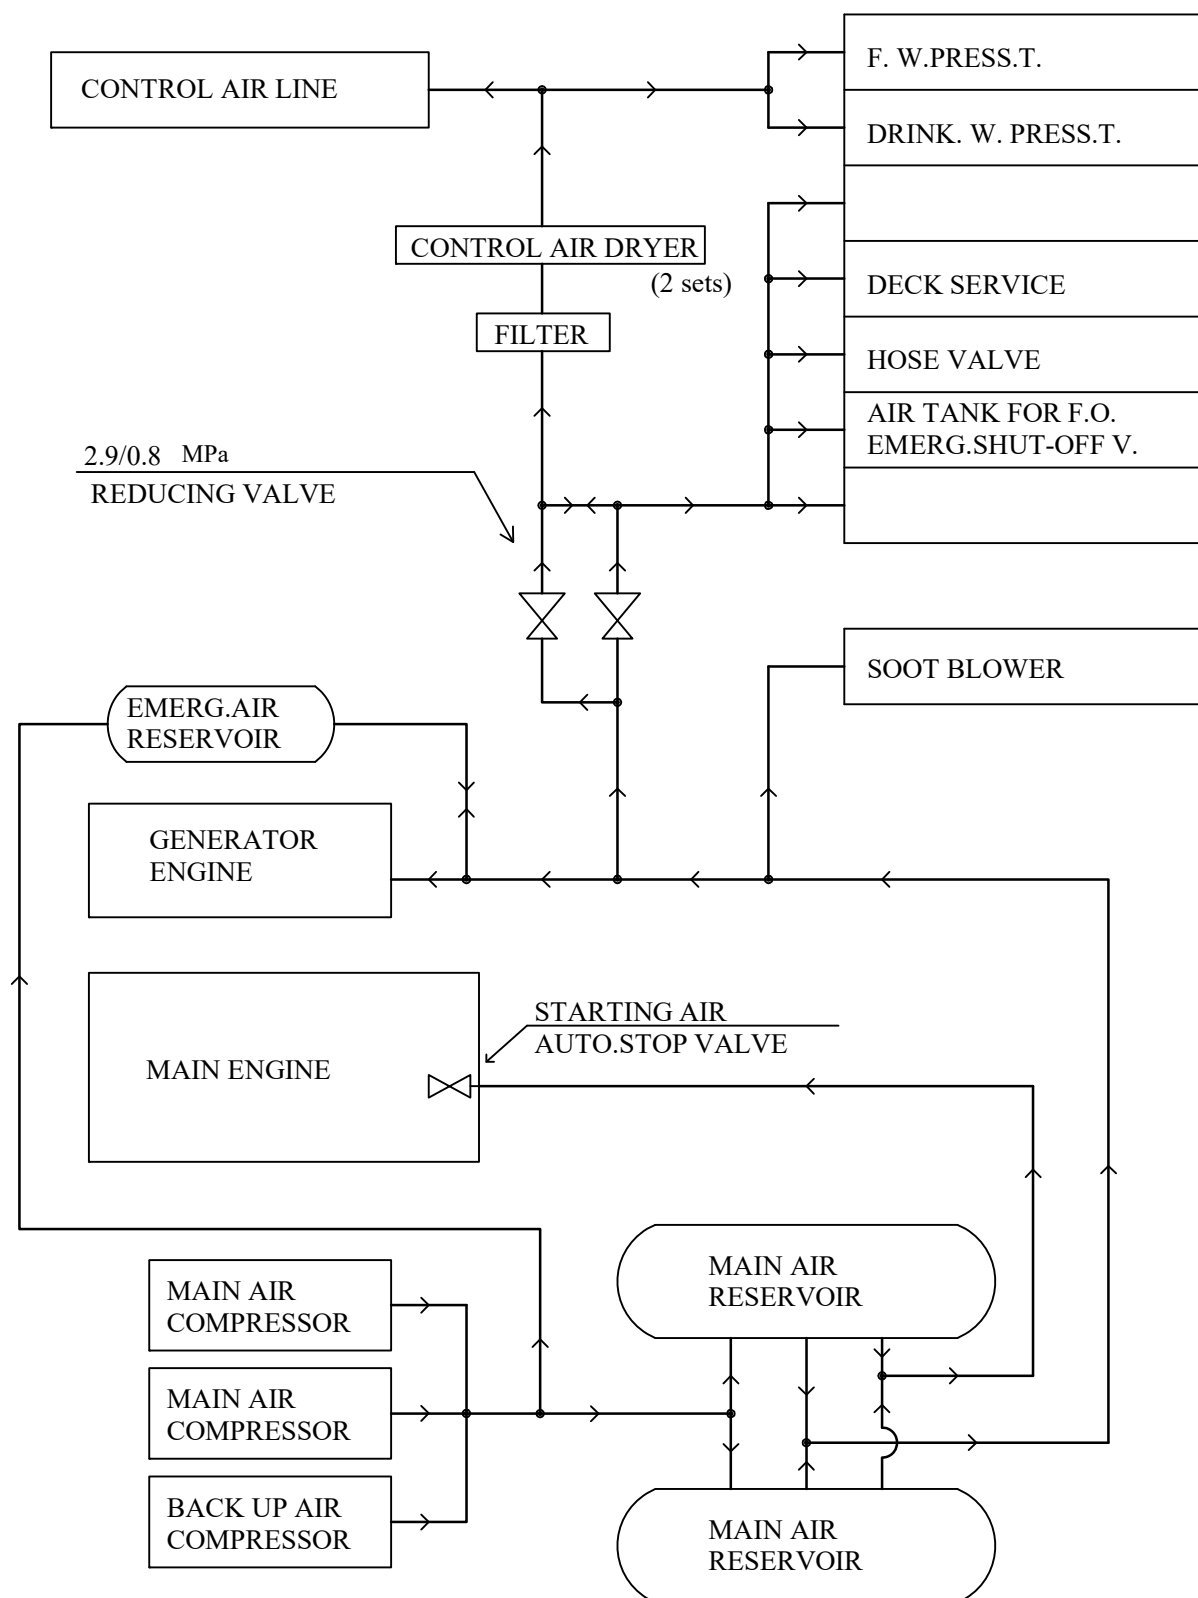 F. W.PRESS.T.
CONTROL AIR LINE
DRINK. W. PRESS.T.
CONTROL AIR DRYER
(2 sets)
DECK SERVICE
FILTER
HOSE VALVE
AIR TANK FOR F.O.
EMERG.SHUT-OFF V.
2.9/0.8 MPa
REDUCING VALVE
SOOT BLOWER
EMERG.AIR
RESERVOIR
GENERATOR
ENGINE
STARTING AIR
AUTO.STOP VALVE
MAIN ENGINE
MAIN AIR
RESERVOIR
MAIN AIR
COMPRESSOR
MAIN AIR
COMPRESSOR
BACK UP AIR
COMPRESSOR
MAIN AIR
RESERVOIR